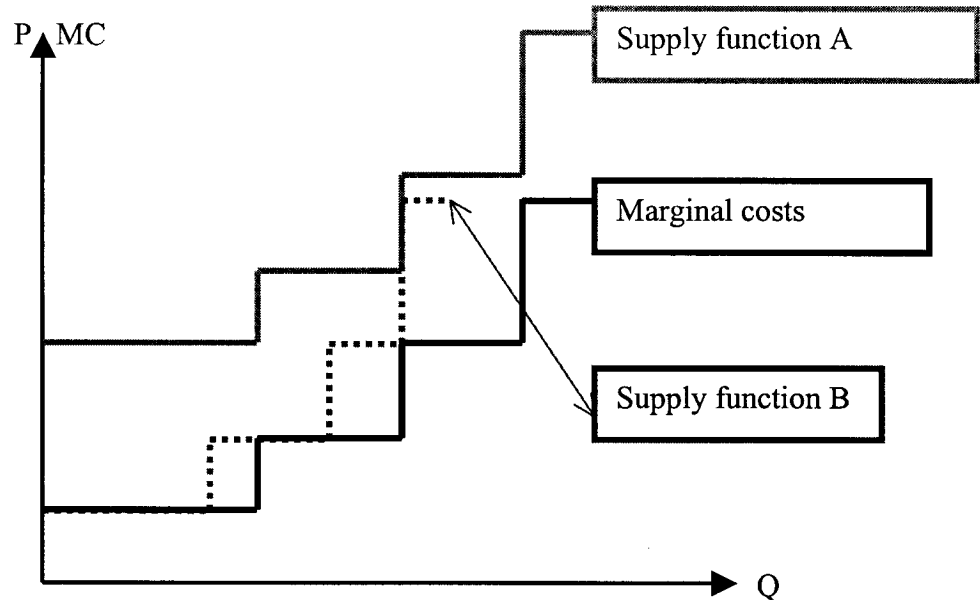 P MC
Supply function A
Marginal costs
Supply function B
Q